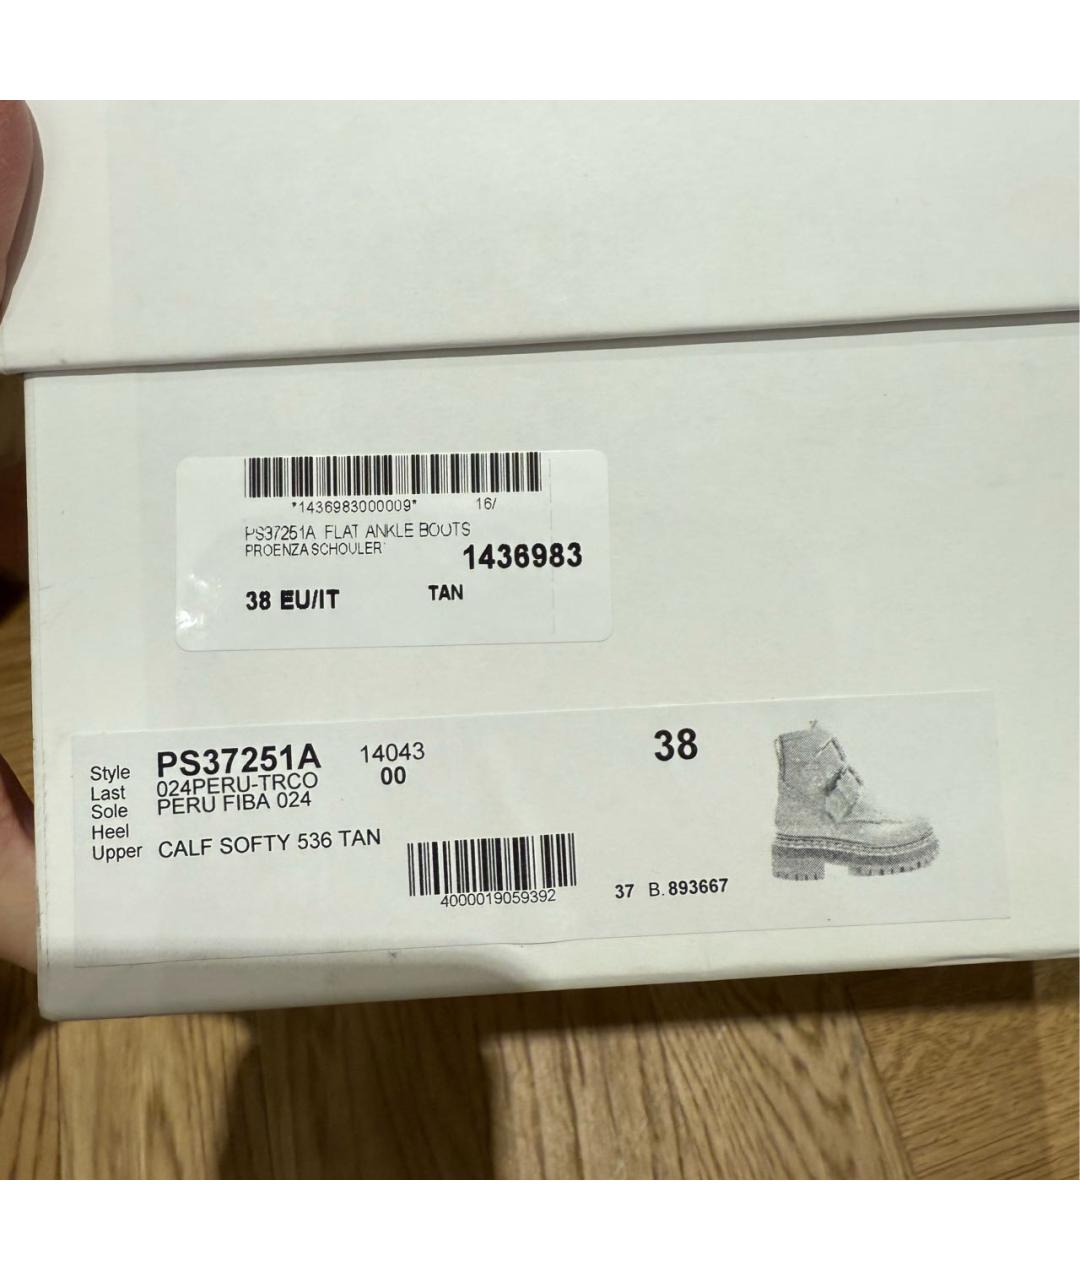 *1436983000009* 16/
PS37251A FLAT ANKLE BOOTS
PROENZA SCHOULER
1436983
38 EU/IT TAN
Style PS37251A 14043 38
Last 024PERU-TRCO 00
Sole PERU FIBA 024
Heel
Upper CALF SOFTY 536 TAN
4000019059392
37 B. 893667